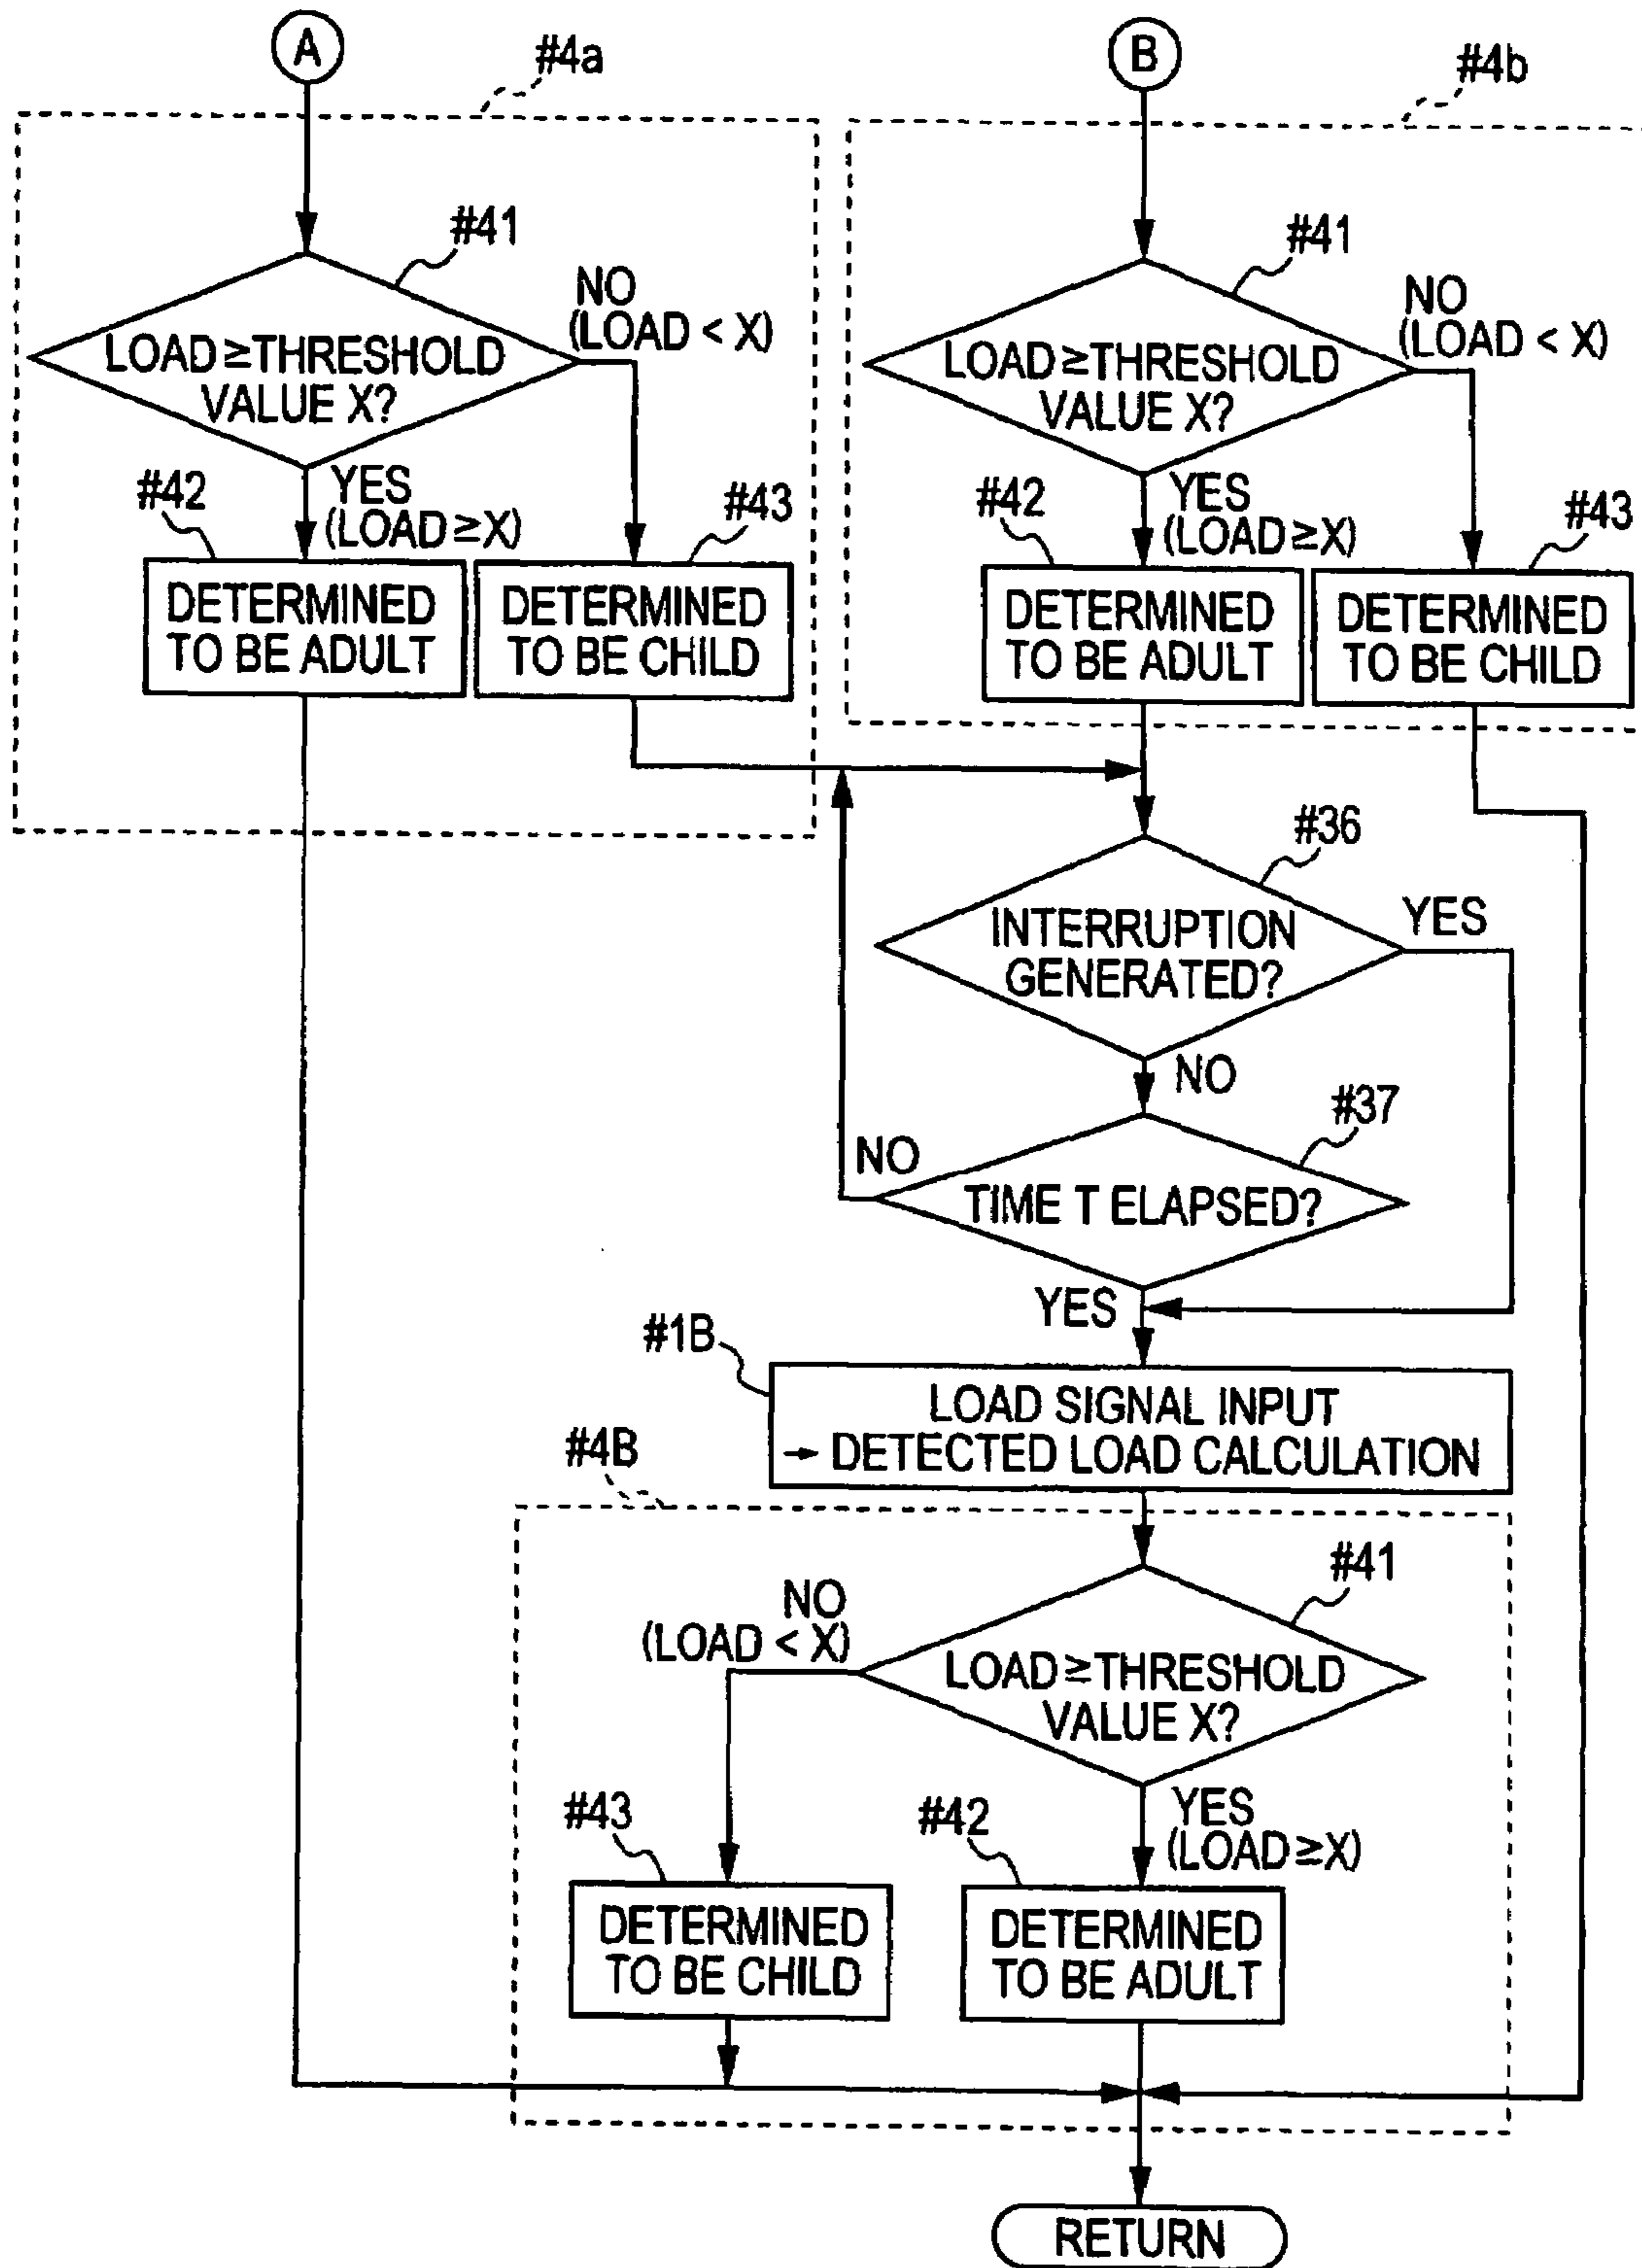 A
B
#4a
#4b
#41
#41
NO
(LOAD < X)
NO
(LOAD < X)
LOAD≥THRESHOLD
VALUE X?
LOAD≥THRESHOLD
VALUE X?
#42
YES
(LOAD≥X)
#43
#42
YES
(LOAD≥X)
#43
DETERMINED
TO BE ADULT
DETERMINED
TO BE CHILD
DETERMINED
TO BE ADULT
DETERMINED
TO BE CHILD
#36
INTERRUPTION
GENERATED?
YES
NO
#37
NO
TIME T ELAPSED?
YES
#1B
LOAD SIGNAL INPUT
→ DETECTED LOAD CALCULATION
#4B
#41
NO
(LOAD < X)
LOAD≥THRESHOLD
VALUE X?
#43
#42
YES
(LOAD≥X)
DETERMINED
TO BE CHILD
DETERMINED
TO BE ADULT
RETURN